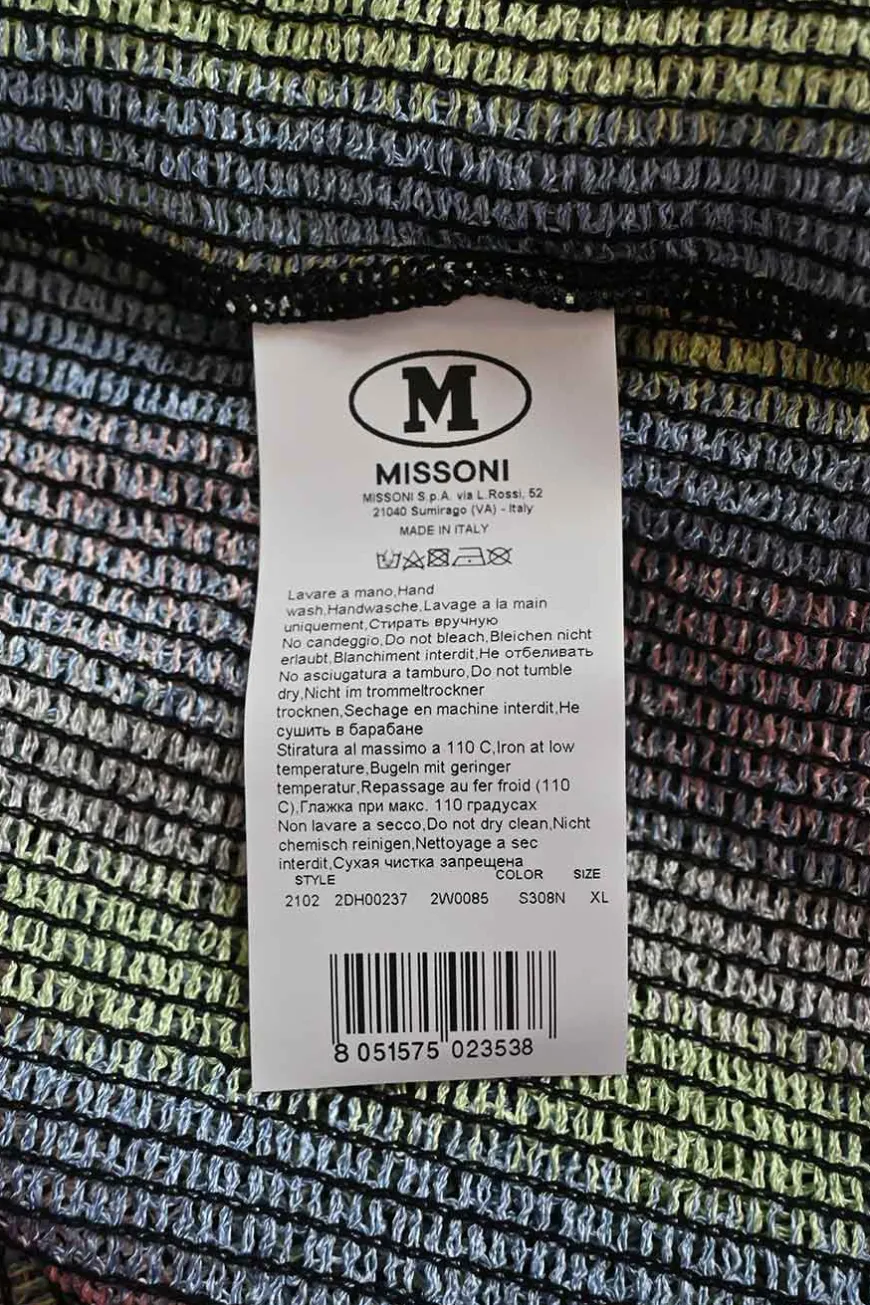 M
MISSONI
MISSONI S.p.A. via L.Rossi, 52
21040 Sumirago (VA) - Italy
MADE IN ITALY
Lavare a mano,Hand
wash,Handwasche,Lavage a la main
uniquement,Стирать вручную
No candeggio,Do not bleach,Bleichen nicht
erlaubt,Blanchiment interdit,Не отбеливать
No asciugatura a tamburo,Do not tumble
dry,Nicht im trommeltrockner
trocknen,Sechage en machine interdit,Не
сушить в барабане
Stiratura al massimo a 110 C,Iron at low
temperature,Bugeln mit geringer
temperatur,Repassage au fer froid (110
C),Глажка при макс. 110 градусах
Non lavare a secco,Do not dry clean,Nicht
chemisch reinigen,Nettoyage a sec
interdit,Сухая чистка запрещена
STYLE COLOR SIZE
2102 2DH00237 2W0085 S308N XL
8 051575 023538